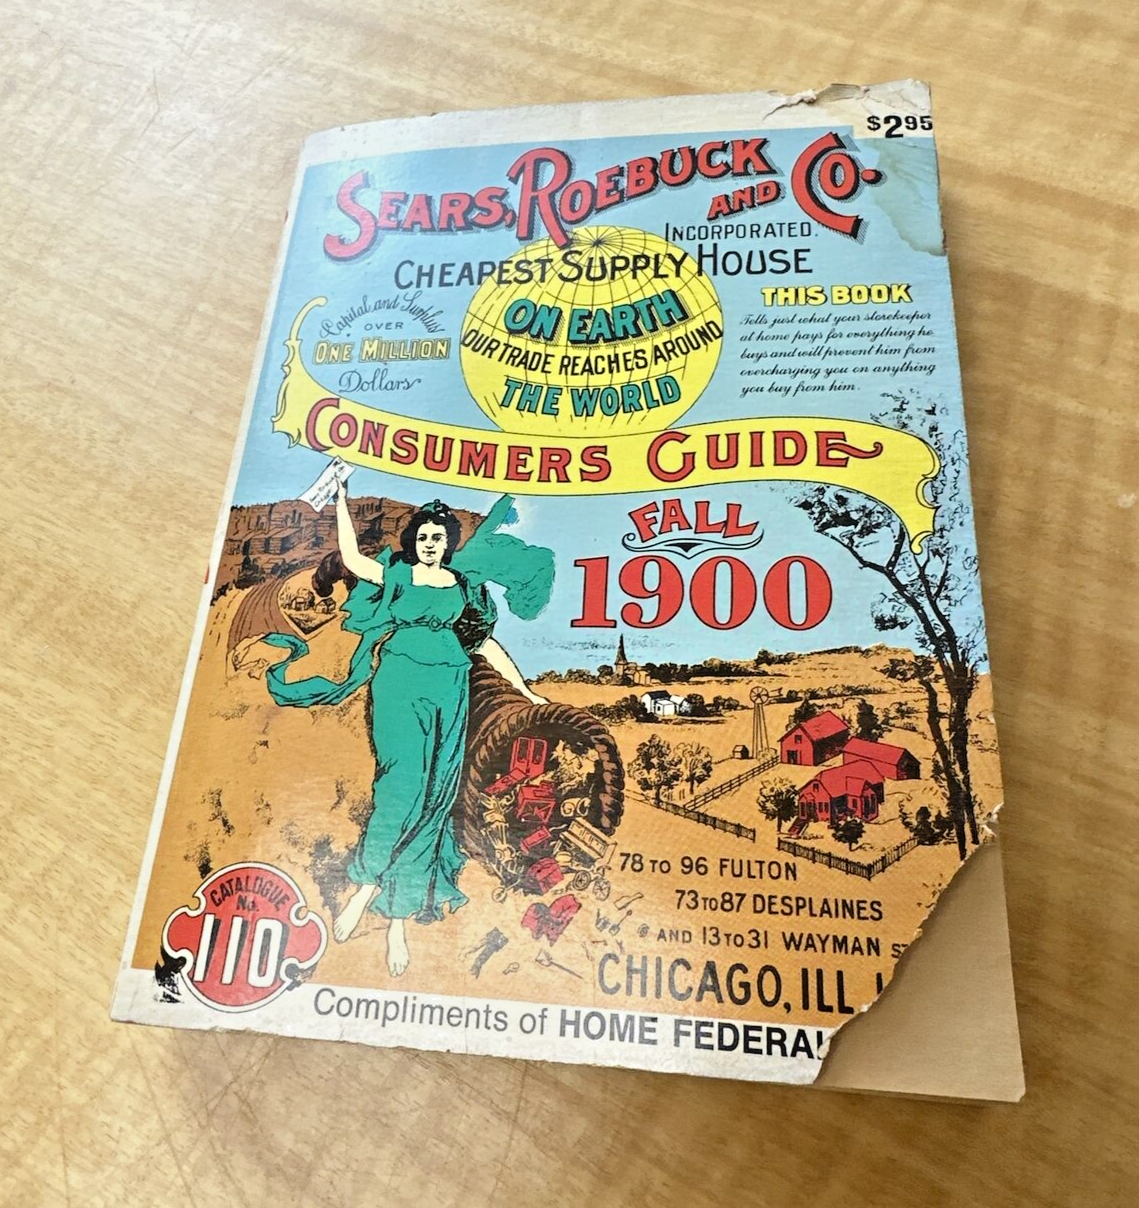 $2.95
SEARS, ROEBUCK AND CO.
INCORPORATED.
CHEAPEST SUPPLY HOUSE
ON EARTH
OUR TRADE REACHES AROUND
THE WORLD
Capital and Surplus
OVER
ONE MILLION
Dollars
THIS BOOK
Tells just what your storekeeper
at home pays for everything he
buys and will prevent him from
overcharging you on anything
you buy from him.
CONSUMERS GUIDE
FALL
1900
78 TO 96 FULTON
73 TO 87 DESPLAINES
AND 13 TO 31 WAYMAN ST
CHICAGO, ILL
CATALOGUE
No.
110
Compliments of HOME FEDERAL